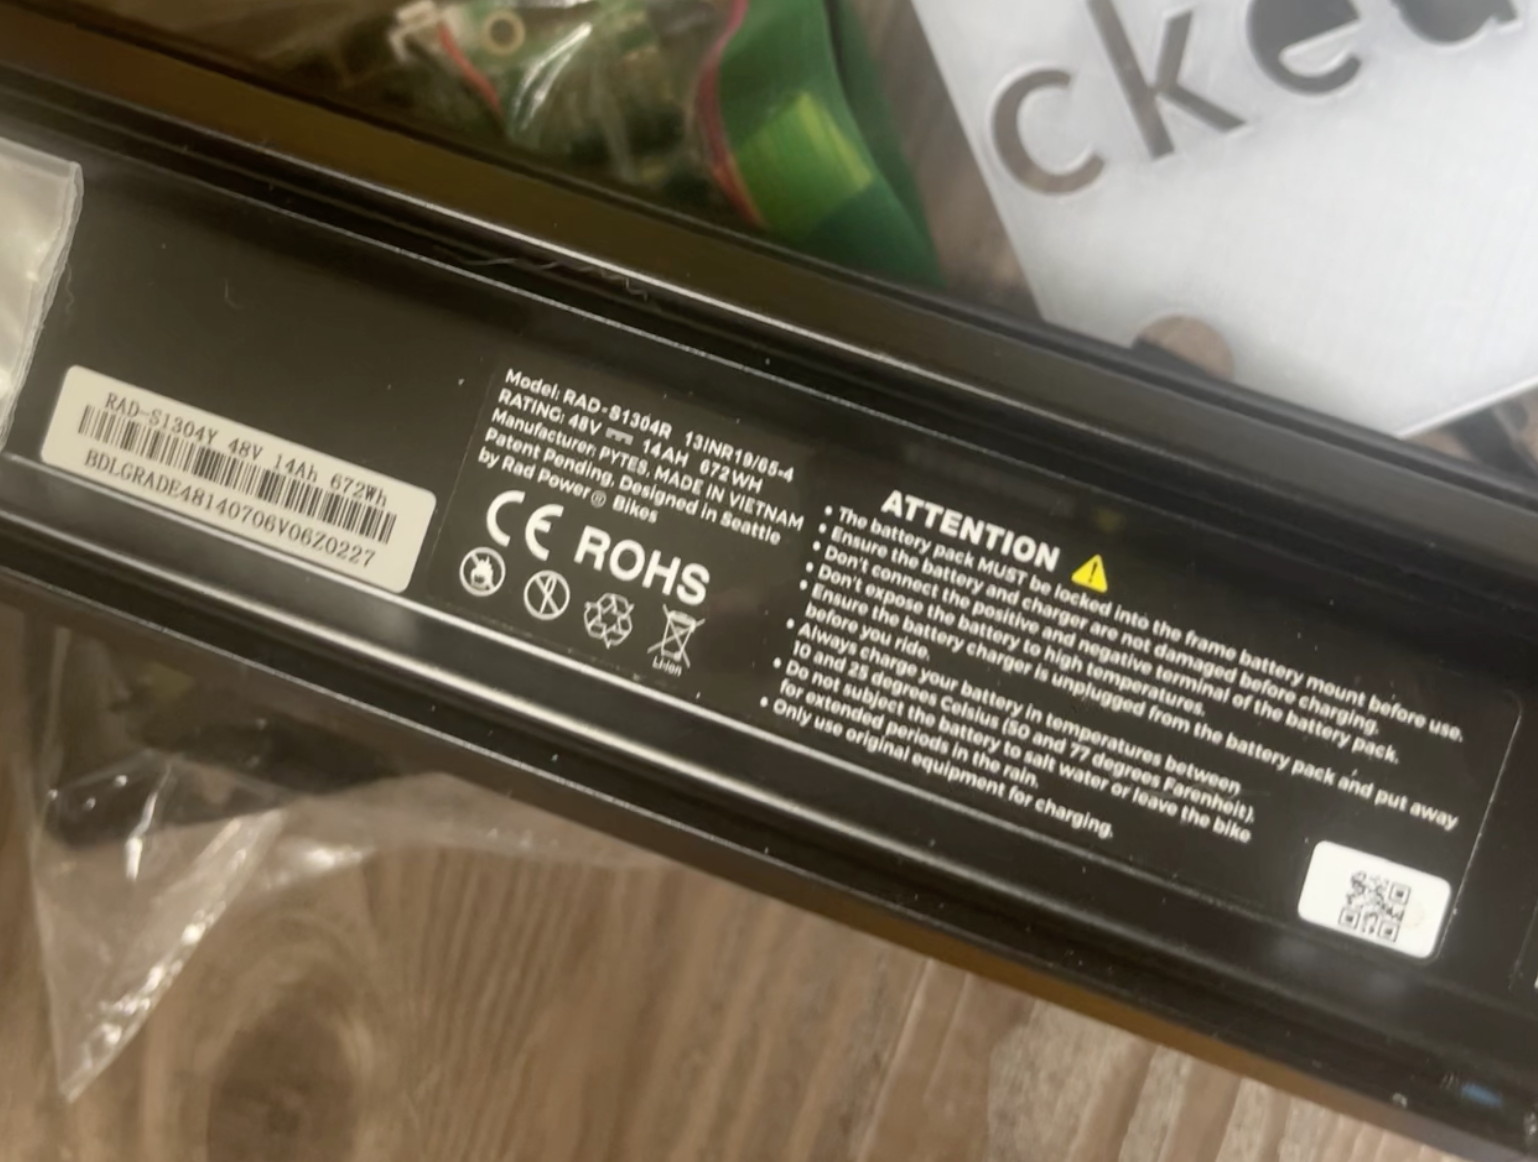 cked
RAD-S1304Y 48V 14Ah 672Wh
BDLGRADE48140706V06Z0227
Model: RAD-S1304R 13INR19/65-4
RATING: 48V ⎓ 14AH 672WH
Manufacturer: PYTES. MADE IN VIETNAM
Patent Pending. Designed in Seattle
by Rad Power® Bikes
CE ROHS
Li-ion
ATTENTION
• The battery pack MUST be locked into the frame battery mount before use.
• Ensure the battery and charger are not damaged before charging.
• Don't connect the positive and negative terminal of the battery pack.
• Don't expose the battery to high temperatures.
• Ensure the battery charger is unplugged from the battery pack and put away
before you ride.
• Always charge your battery in temperatures between
10 and 25 degrees Celsius (50 and 77 degrees Farenheit).
• Do not subject the battery to salt water or leave the bike
for extended periods in the rain.
• Only use original equipment for charging.